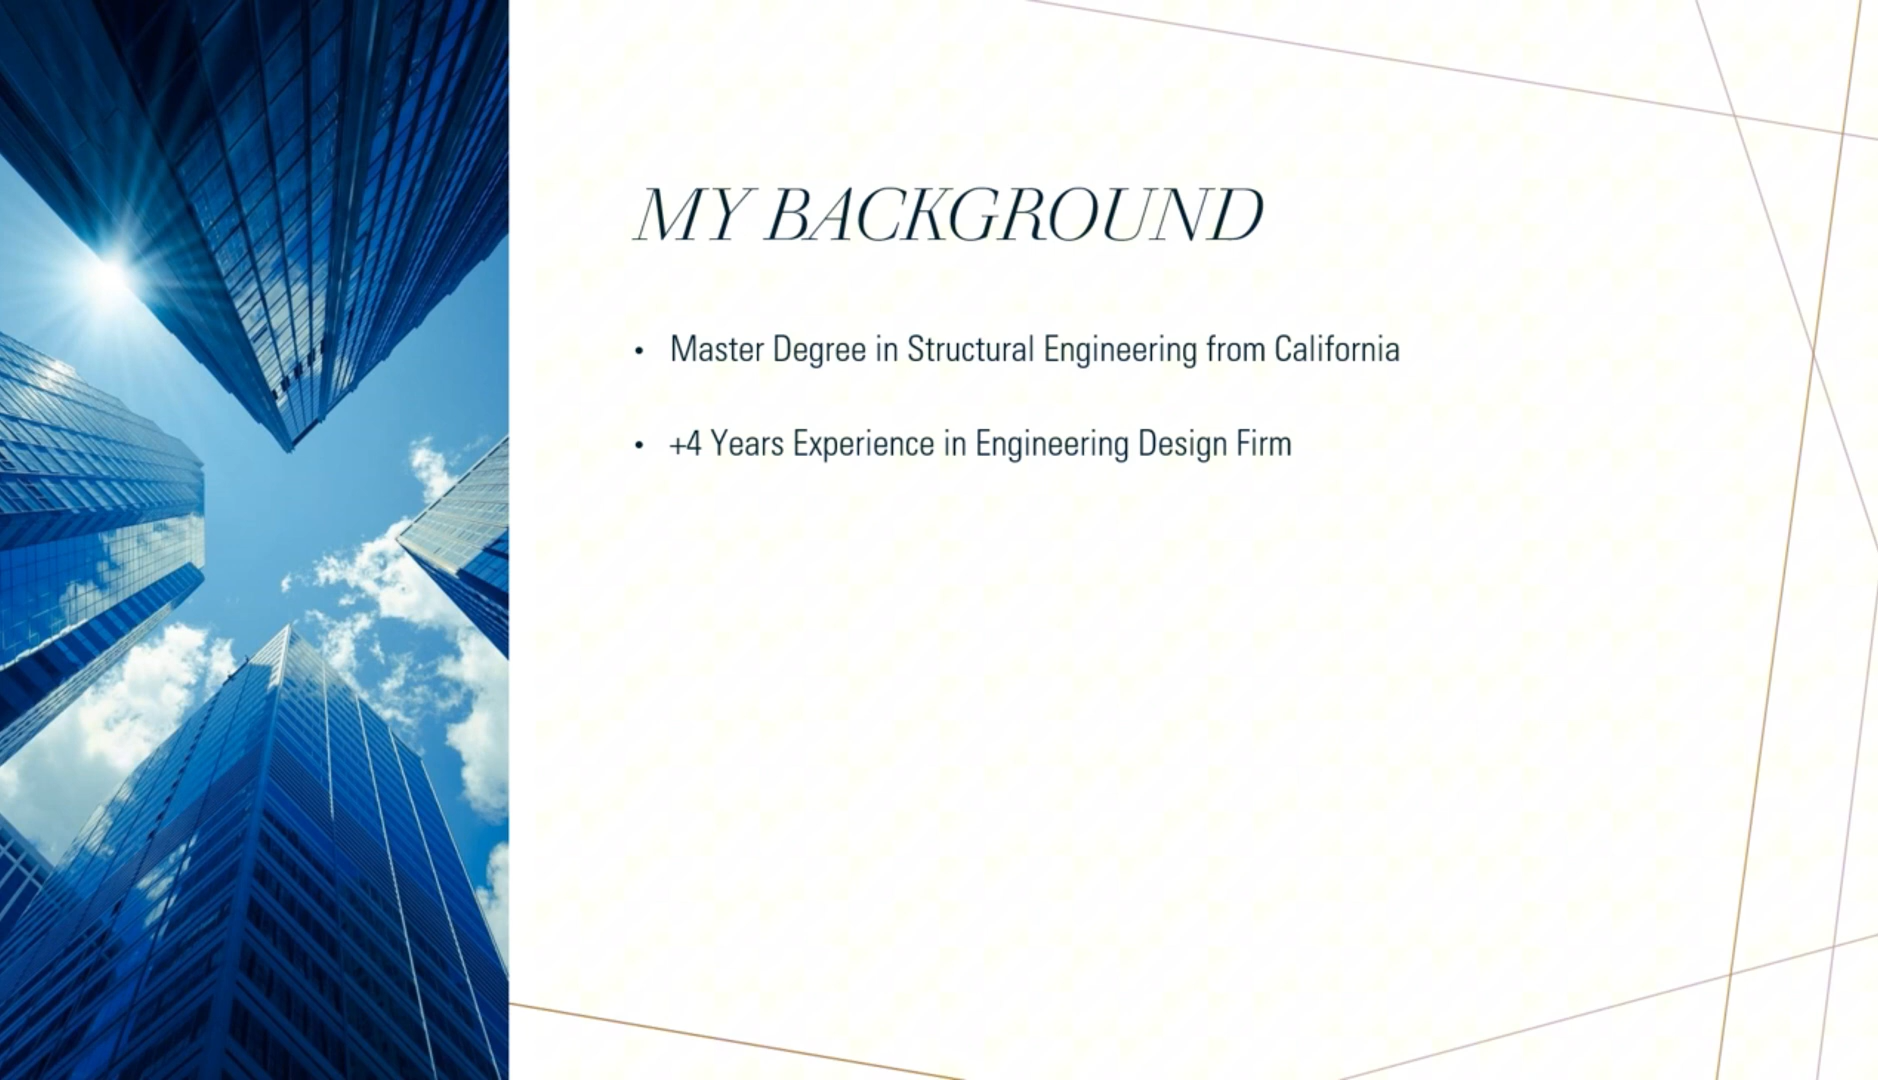 MY BACKGROUND
• Master Degree in Structural Engineering from California
• +4 Years Experience in Engineering Design Firm